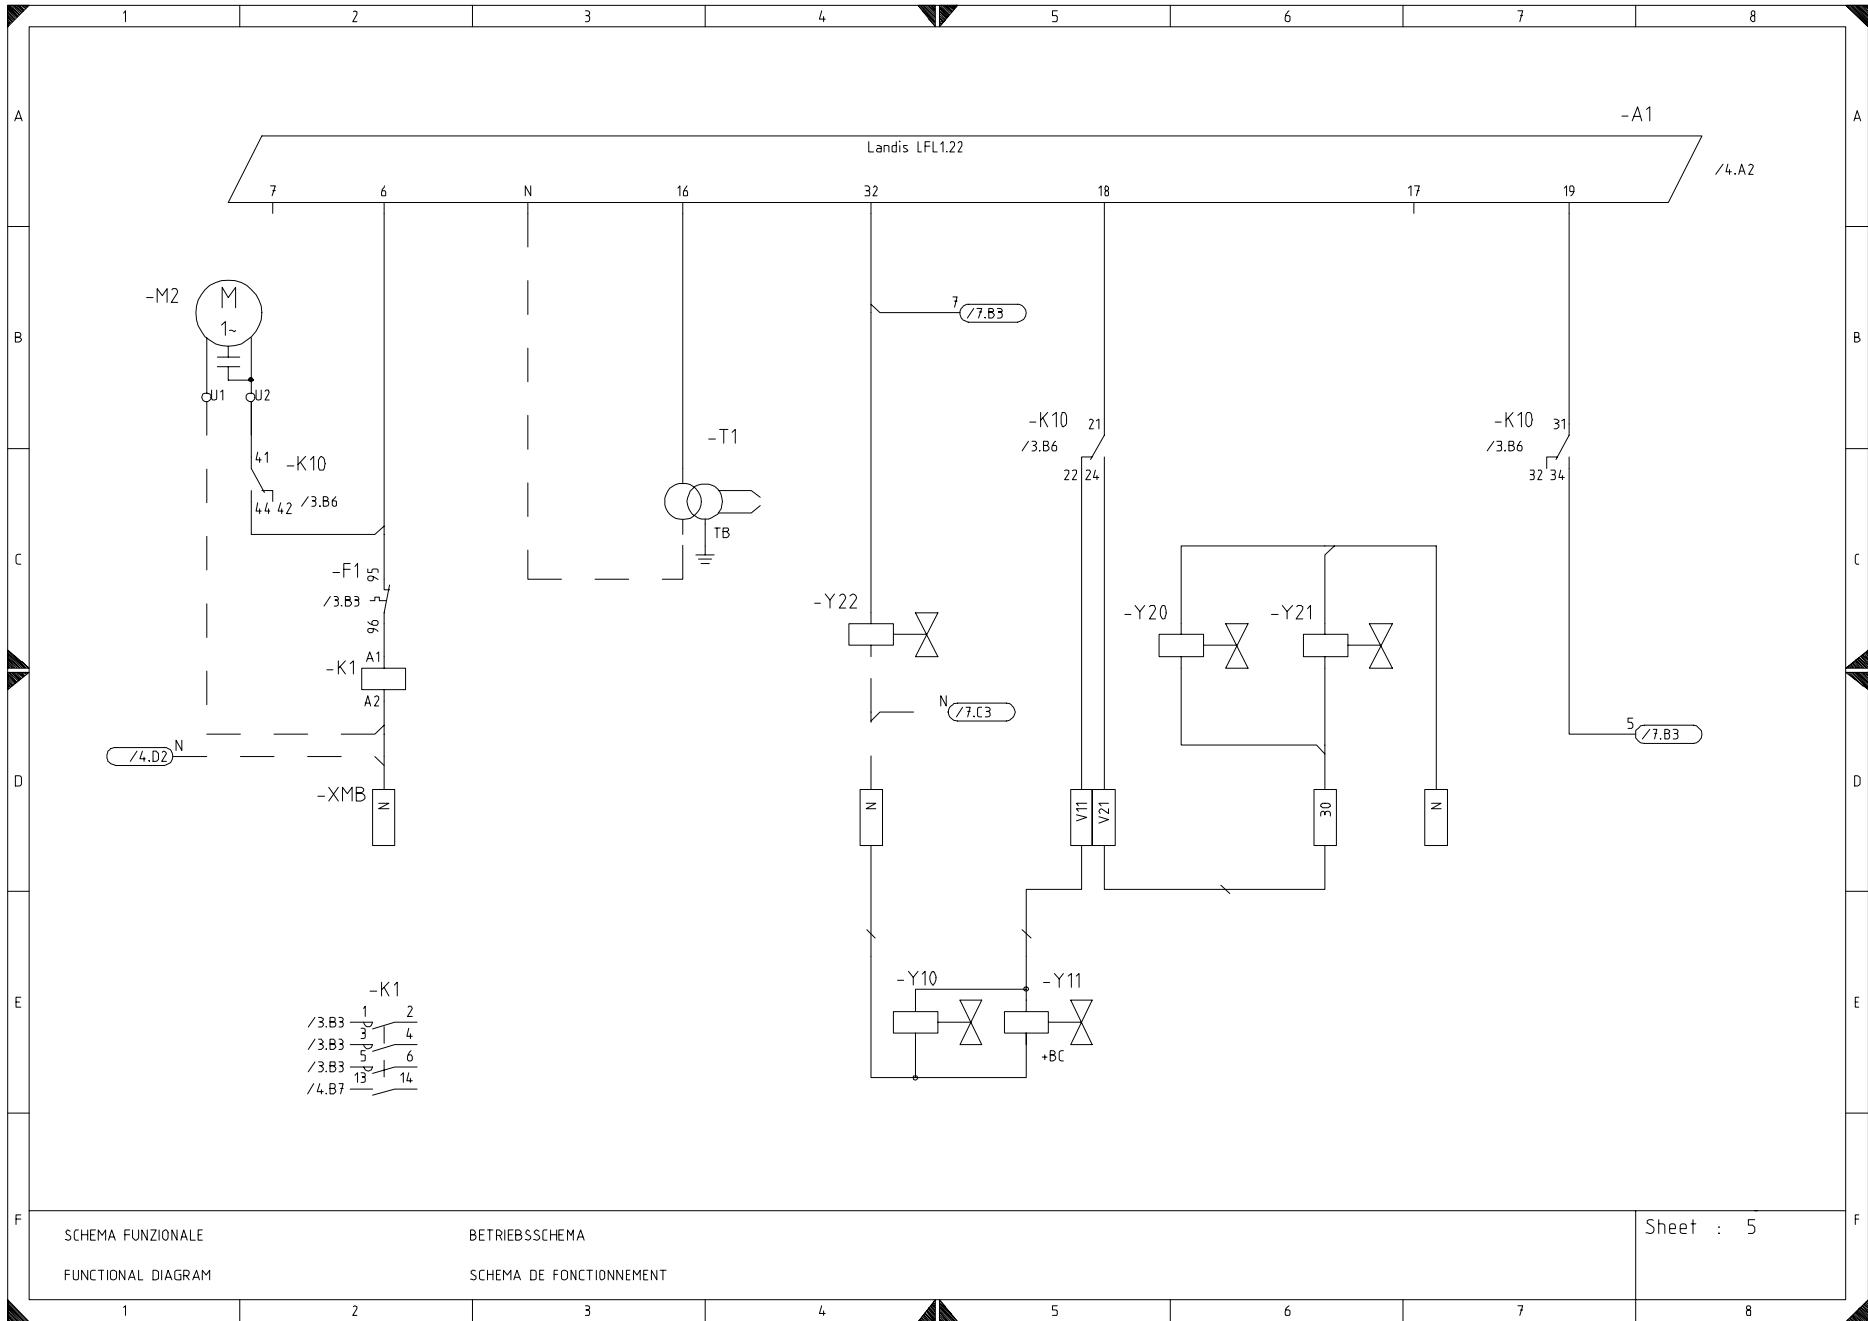 1 2 3 4 5 6 7 8
A
-A1
A
Landis LFL1.22
/4.A2
7 6 N 16 32 18 17 19
-M2
M
1~
7
/7.B3
B
B
U1 U2
-K10 21
/3.B6
22 24
-K10 31
/3.B6
32 34
-T1
TB
41
-K10
44 42 /3.B6
C
C
-F1 95
/3.B3
96
-Y22
-Y20
-Y21
-K1 A1
A2
N
/7.C3
5
/7.B3
/4.D2
N
D
D
-XMB
N
N
V11
V21
30
N
-Y10
-Y11
+BC
E
E
-K1
/3.B3 1 2
/3.B3 3 4
/3.B3 5 6
/4.B7 13 14
F
F
SCHEMA FUNZIONALE
BETRIEBSSCHEMA
Sheet : 5
FUNCTIONAL DIAGRAM
SCHEMA DE FONCTIONNEMENT
1 2 3 4 5 6 7 8